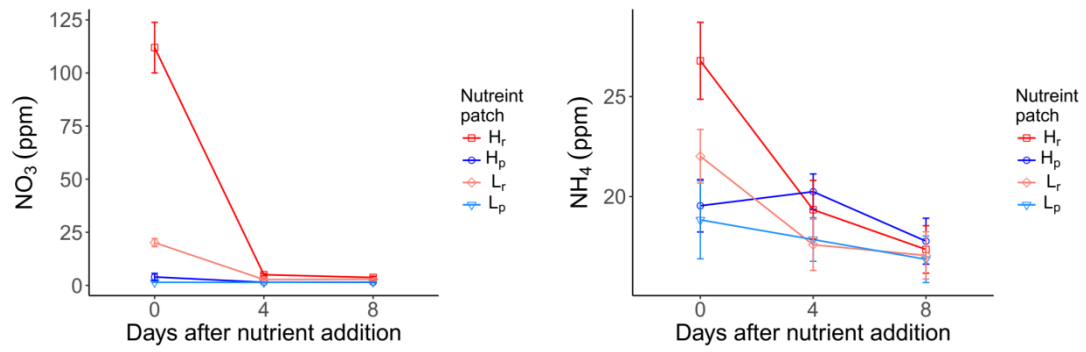 NO₃ (ppm)
125
100
75
50
25
0
0 4 8
Days after nutrient addition
Nutreint
patch
Hᵣ
Hₚ
Lᵣ
Lₚ
NH₄ (ppm)
25
20
0 4 8
Days after nutrient addition
Nutreint
patch
Hᵣ
Hₚ
Lᵣ
Lₚ